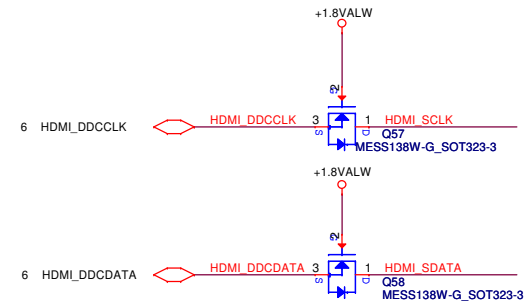 +1.8VALW
G
2
6 HDMI_DDCCLK HDMI_DDCCLK 3 1 HDMI_SCLK
S D
Q57
MESS138W-G_SOT323-3
+1.8VALW
G
2
6 HDMI_DDCDATA HDMI_DDCDATA 3 1 HDMI_SDATA
S D
Q58
MESS138W-G_SOT323-3